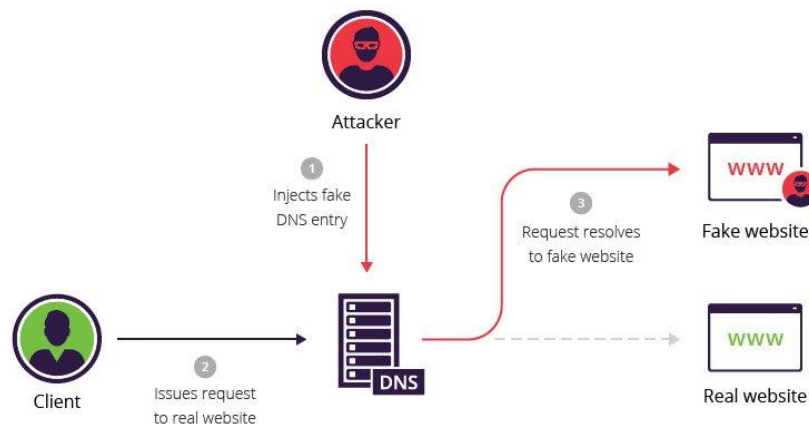 Attacker
1
Injects fake
DNS entry
www
3
Request resolves
to fake website
Fake website
Client
2
Issues request
to real website
DNS
www
Real website